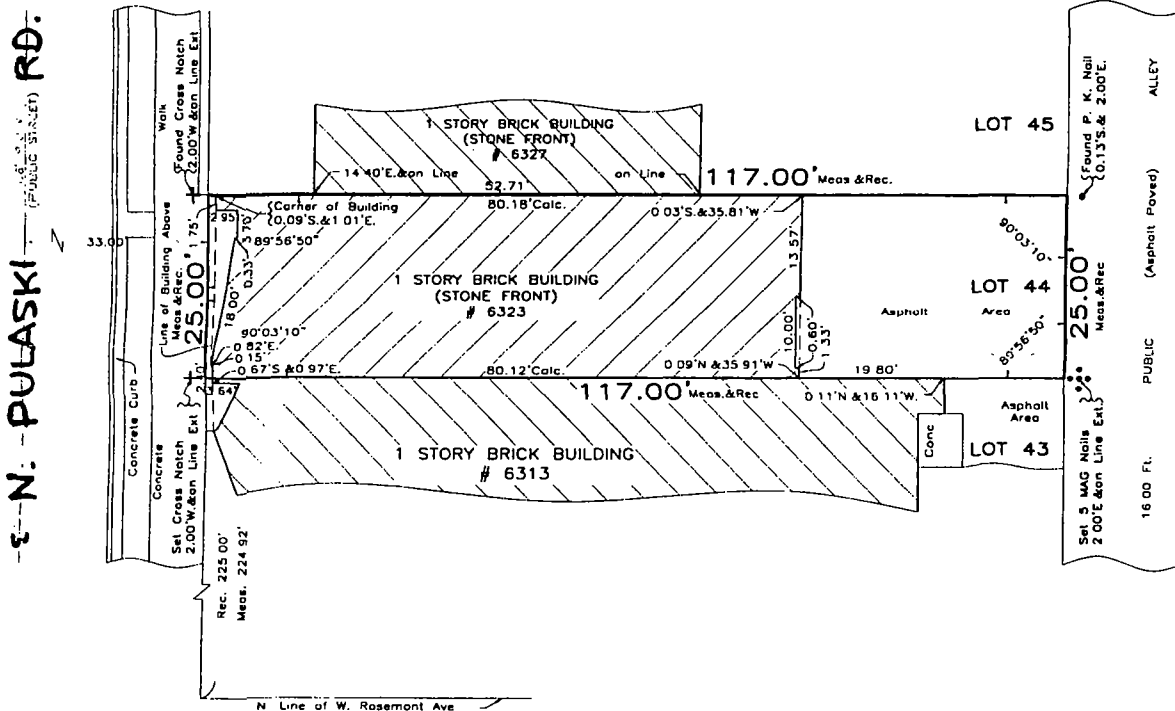 N. PULASKI RD.
(PUBLIC STREET)
33.00
Concrete Curb
Concrete
Walk
Found Cross Notch
2.00'W.&on Line Ext.
Line of Building Above
25.00'
Meas.&Rec.
Set Cross Notch
2.00'W.&on Line Ext
1 STORY BRICK BUILDING
(STONE FRONT)
# 6327
14.40'E.&on Line
on Line
52.71'
117.00' Meas.&Rec.
LOT 45
Found P. K. Nail
0.13'S.& 2.00'E.
80.18'Calc.
(Corner of Building
0.09'S.&1 01'E.
2.95
1 75'
3.70'
89°56'50"
0.33'
18.00'
90°03'10"
0 82'E.
0 15'
0 67'S &0 97'E.
0 03'S.&35.81'W
13 57'
1 STORY BRICK BUILDING
(STONE FRONT)
# 6323
10.00'
0.60'
1.33'
0 09'N &35 91'W
80.12'Calc.
90°03'10"
LOT 44
Asphalt Area
89°56'50"
25.00'
Meas.&Rec
19 80'
117.00' Meas.&Rec
0 11'N &16 11'W.
3 64
1 STORY BRICK BUILDING
# 6313
Conc
Asphalt
Area
LOT 43
Set 5 MAG Nails
2 00'E &on Line Ext.
16 00 Ft. PUBLIC (Asphalt Paved) ALLEY
Rec. 225 00'
Meas. 224 92'
N Line of W. Rosemont Ave